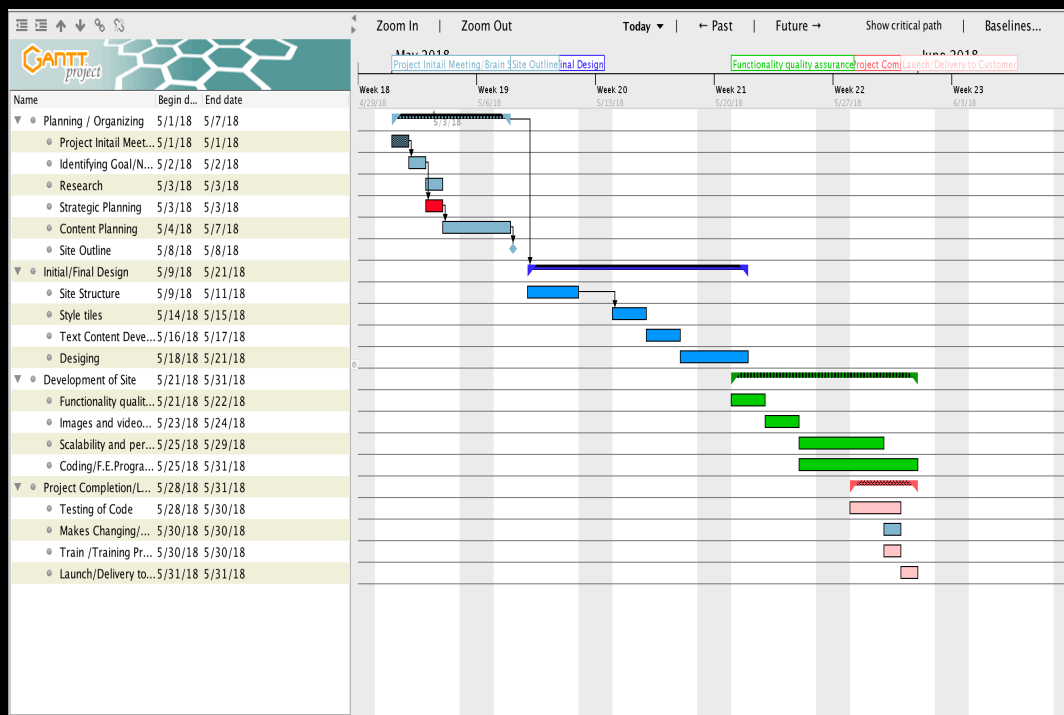 Zoom In | Zoom Out Today ▼ | ← Past | Future → Show critical path | Baselines...
May 2018 June 2018
Project Initail Meeting/Brain S Site Outline inal Design Functionality quality assurance Project Com Launch/Delivery to Customer
GANTT project
Week 18 Week 19 Week 20 Week 21 Week 22 Week 23
4/29/18 5/6/18 5/13/18 5/20/18 5/27/18 6/3/18
Name Begin d... End date
Planning / Organizing 5/1/18 5/7/18
5/3/18
Project Initail Meet... 5/1/18 5/1/18
Identifying Goal/N... 5/2/18 5/2/18
Research 5/3/18 5/3/18
Strategic Planning 5/3/18 5/3/18
Content Planning 5/4/18 5/7/18
Site Outline 5/8/18 5/8/18
Initial/Final Design 5/9/18 5/21/18
Site Structure 5/9/18 5/11/18
Style tiles 5/14/18 5/15/18
Text Content Deve... 5/16/18 5/17/18
Desiging 5/18/18 5/21/18
Development of Site 5/21/18 5/31/18
Functionality qualit... 5/21/18 5/22/18
Images and video... 5/23/18 5/24/18
Scalability and per... 5/25/18 5/29/18
Coding/F.E.Progra... 5/25/18 5/31/18
Project Completion/L... 5/28/18 5/31/18
Testing of Code 5/28/18 5/30/18
Makes Changing/... 5/30/18 5/30/18
Train /Training Pr... 5/30/18 5/30/18
Launch/Delivery to... 5/31/18 5/31/18